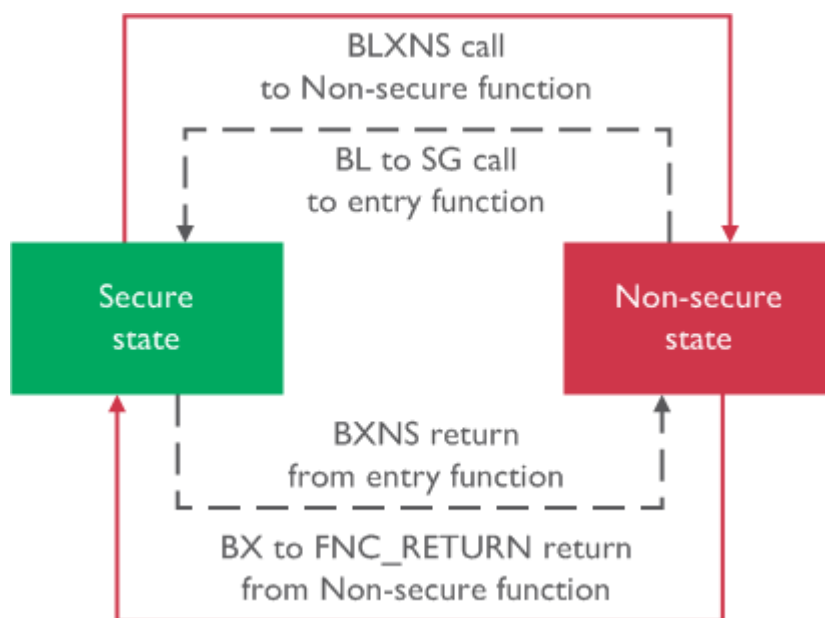 BLXNS call
to Non-secure function
BL to SG call
to entry function
Secure
state
Non-secure
state
BXNS return
from entry function
BX to FNC_RETURN return
from Non-secure function